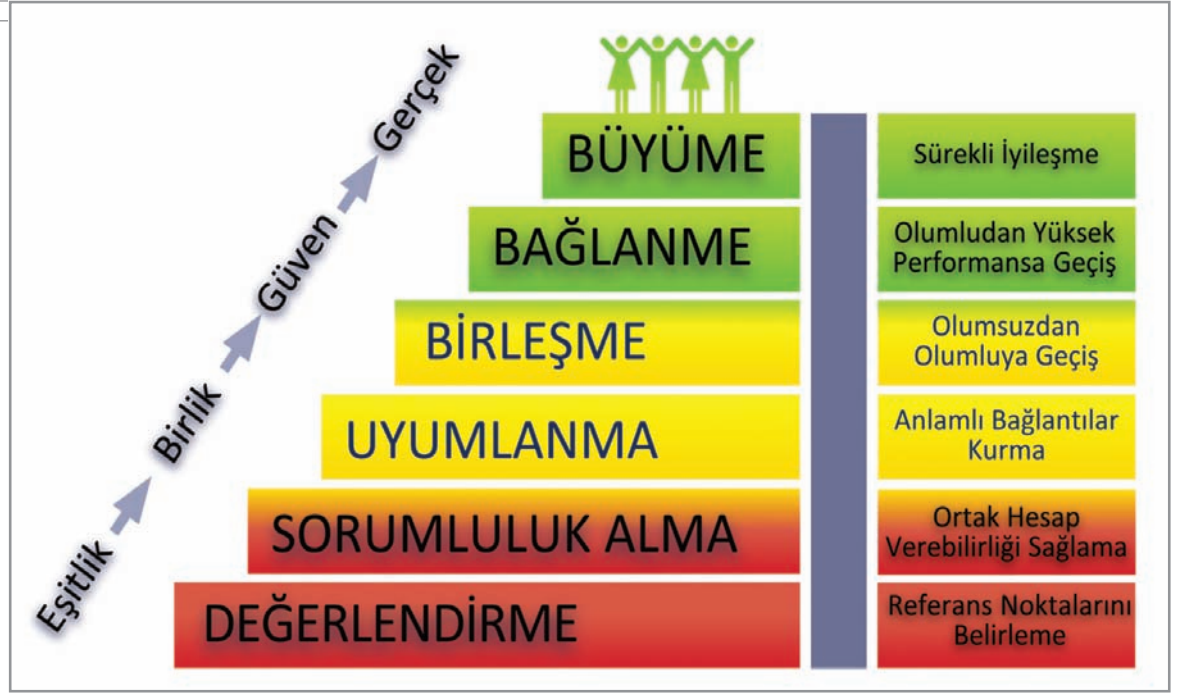 Gerçek
Güven
Birlik
Eşitlik
BÜYÜME
Sürekli İyileşme
BAĞLANME
Olumludan Yüksek
Performansa Geçiş
BİRLEŞME
Olumsuzdan
Olumluya Geçiş
UYUMLANMA
Anlamlı Bağlantılar
Kurma
SORUMLULUK ALMA
Ortak Hesap
Verebilirliği Sağlama
DEĞERLENDİRME
Referans Noktalarını
Belirleme